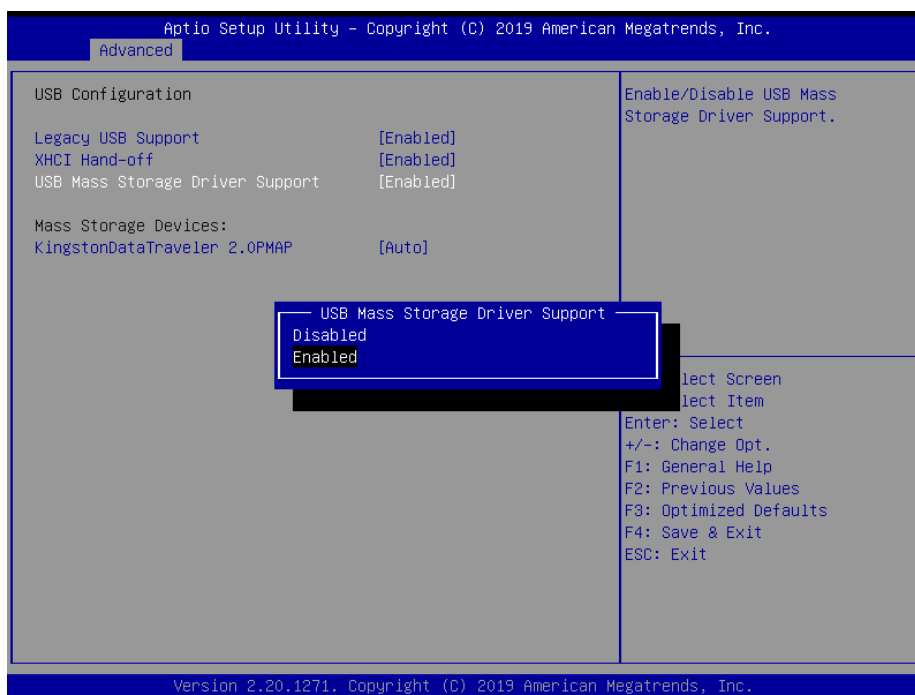 Aptio Setup Utility – Copyright (C) 2019 American Megatrends, Inc.
Advanced
USB Configuration
Legacy USB Support [Enabled]
XHCI Hand-off [Enabled]
USB Mass Storage Driver Support [Enabled]
Mass Storage Devices:
KingstonDataTraveler 2.0PMAP [Auto]
Enable/Disable USB Mass
Storage Driver Support.
USB Mass Storage Driver Support
Disabled
Enabled
lect Screen
lect Item
Enter: Select
+/-: Change Opt.
F1: General Help
F2: Previous Values
F3: Optimized Defaults
F4: Save & Exit
ESC: Exit
Version 2.20.1271. Copyright (C) 2019 American Megatrends, Inc.